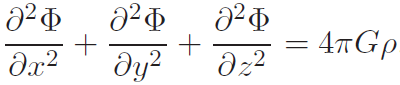 ∂²Φ/∂x² + ∂²Φ/∂y² + ∂²Φ/∂z² = 4πGρ